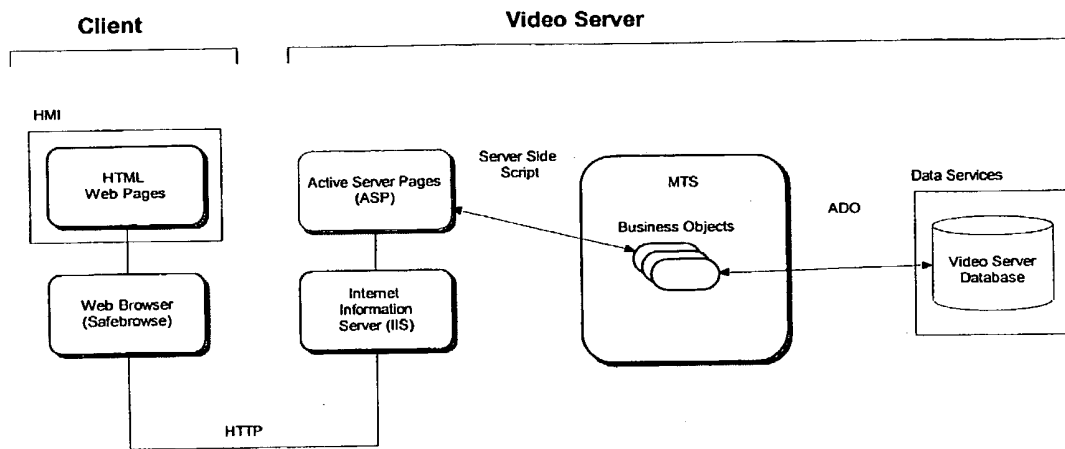 Client
Video Server
HMI
HTML
Web Pages
Web Browser
(Safebrowse)
HTTP
Active Server Pages
(ASP)
Internet
Information
Server (IIS)
Server Side
Script
MTS
Business Objects
ADO
Data Services
Video Server
Database